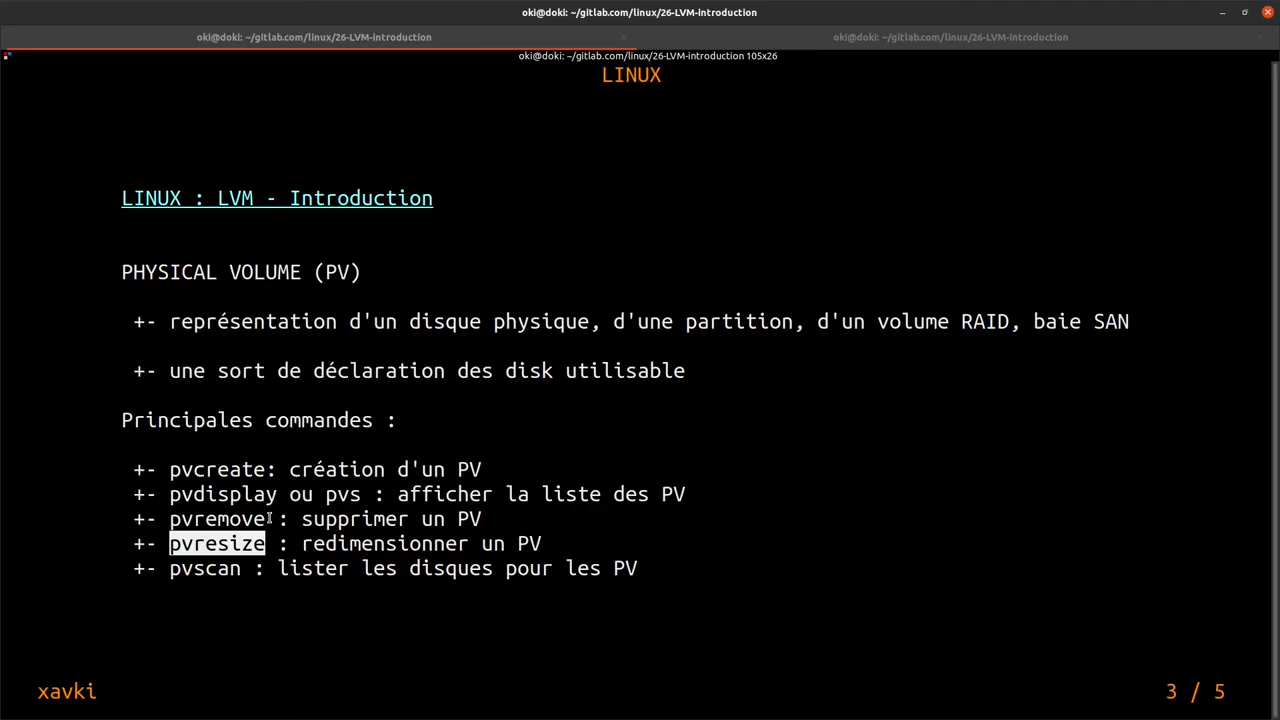 oki@doki: ~/gitlab.com/linux/26-LVM-introduction
oki@doki: ~/gitlab.com/linux/26-LVM-introduction
oki@doki: ~/gitlab.com/linux/26-LVM-introduction
oki@doki: ~/gitlab.com/linux/26-LVM-introduction 105x26
LINUX
LINUX : LVM - Introduction
PHYSICAL VOLUME (PV)
+- représentation d'un disque physique, d'une partition, d'un volume RAID, baie SAN
+- une sort de déclaration des disk utilisable
Principales commandes :
+- pvcreate: création d'un PV
+- pvdisplay ou pvs : afficher la liste des PV
+- pvremove : supprimer un PV
+- pvresize : redimensionner un PV
+- pvscan : lister les disques pour les PV
xavki
3 / 5